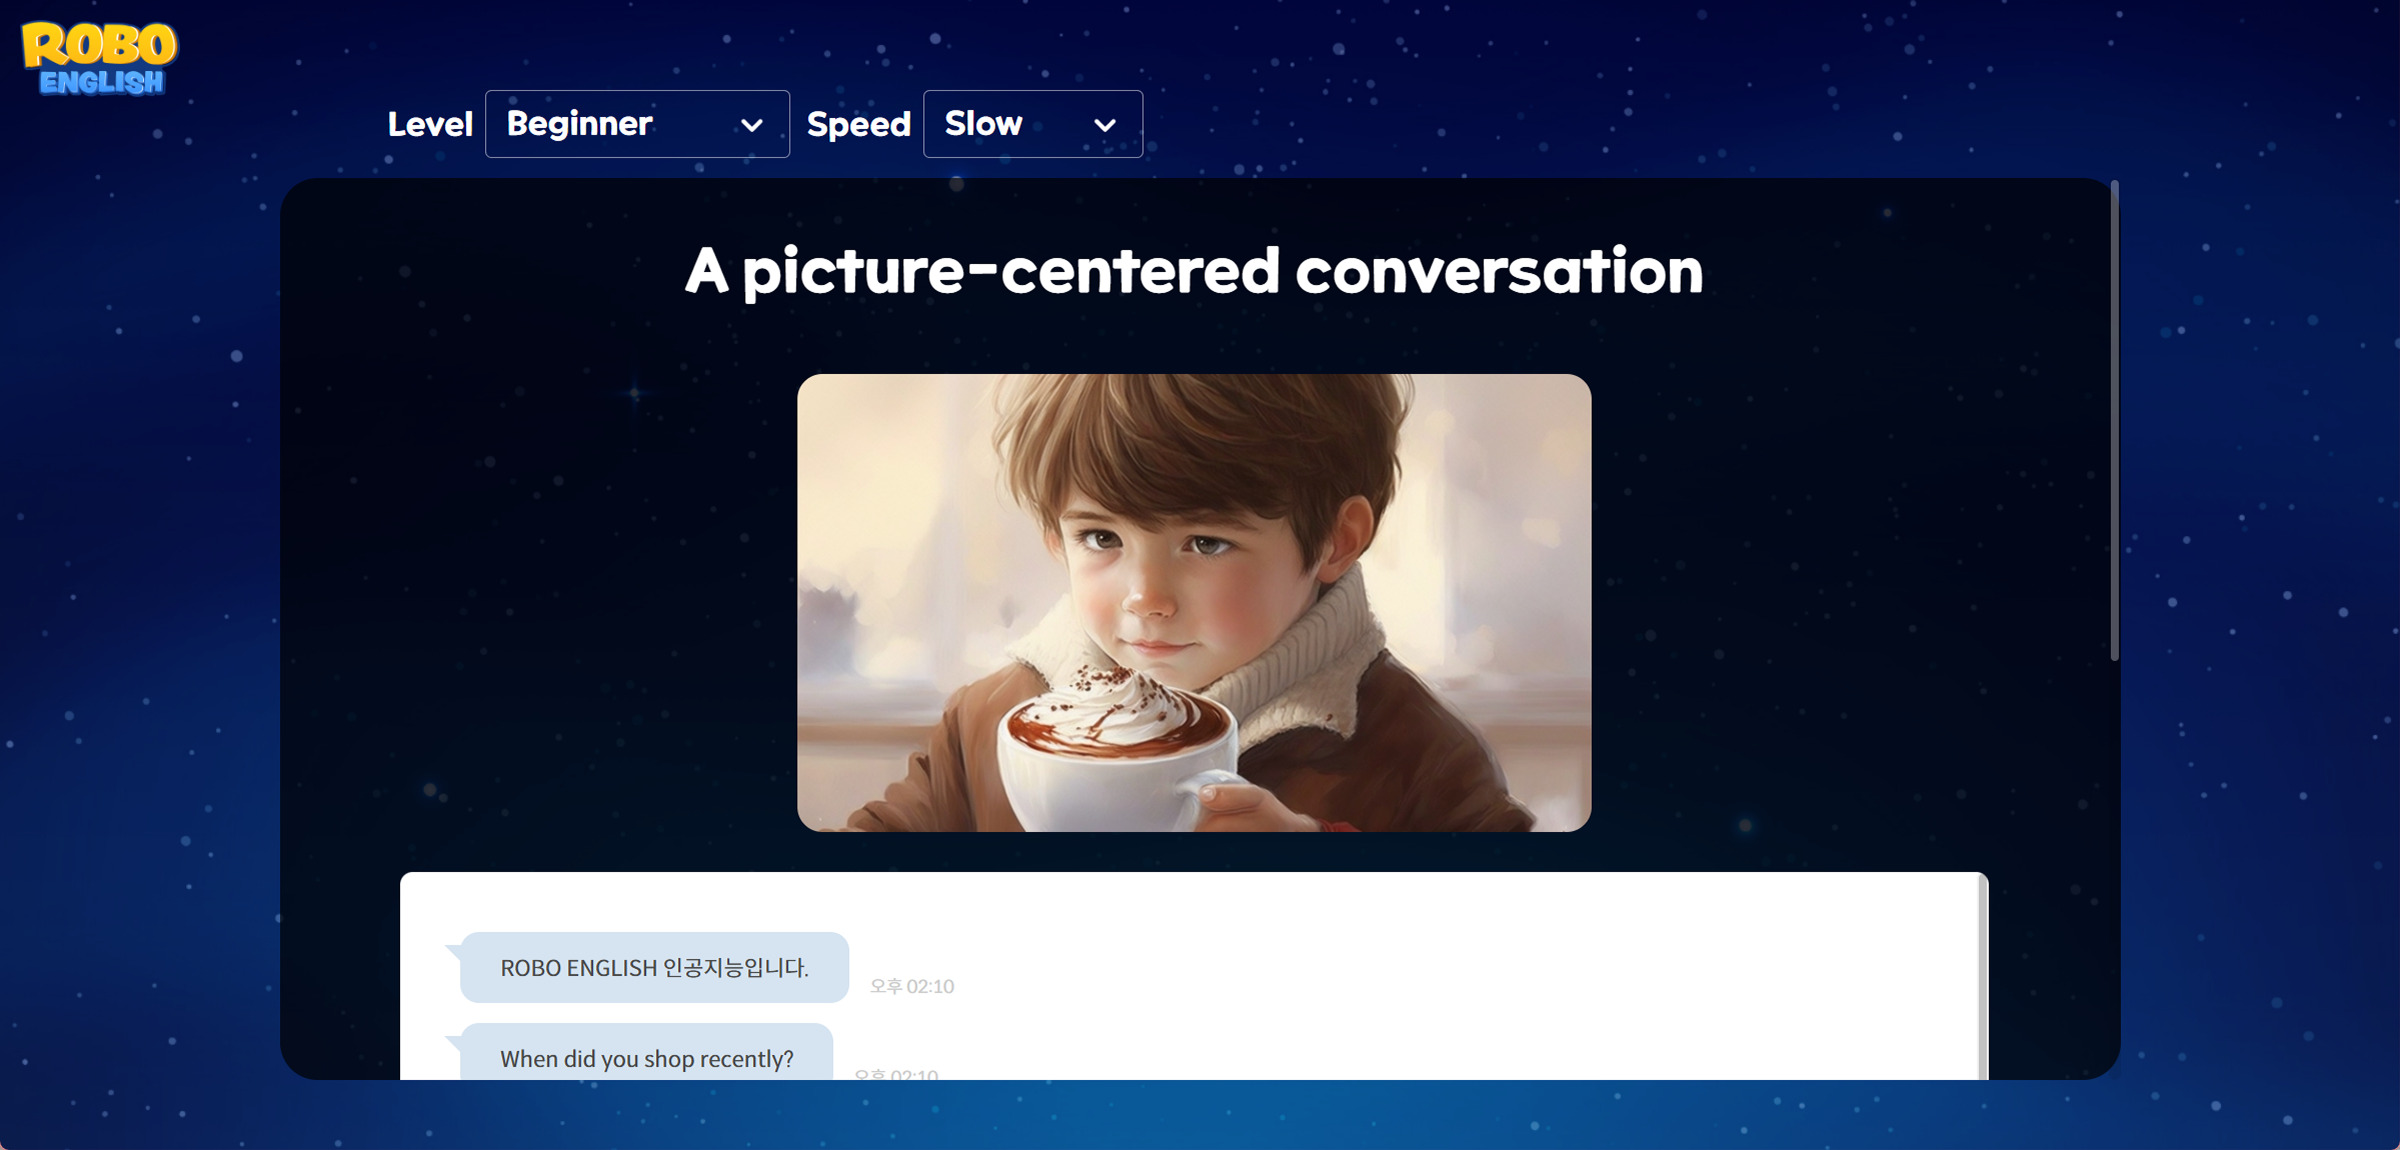 ROBO
ENGLISH
Level Beginner Speed Slow
A picture-centered conversation
ROBO ENGLISH 인공지능입니다.
오후 02:10
When did you shop recently?
오후 02:10